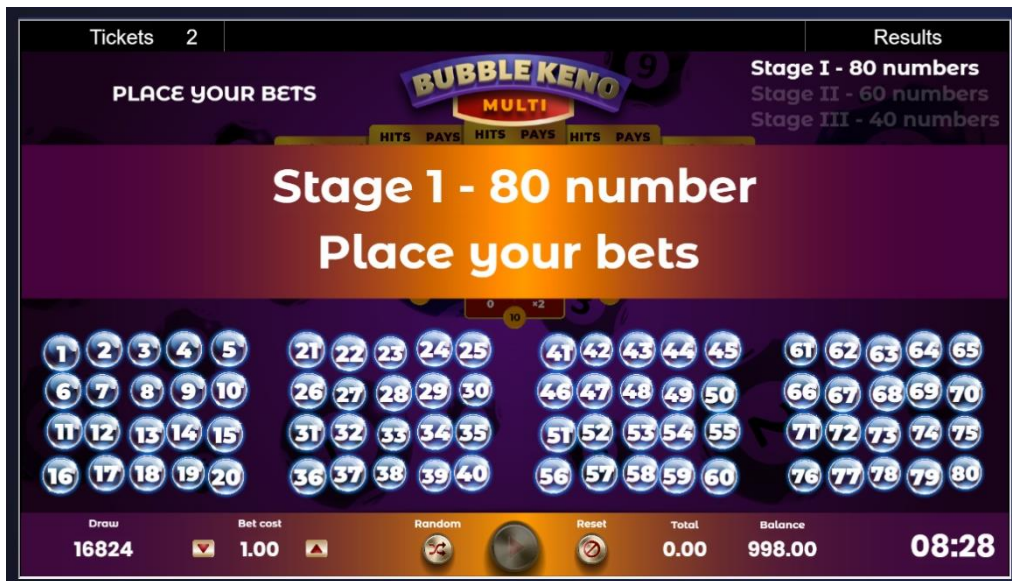 Tickets 2 Results
PLACE YOUR BETS
BUBBLE KENO
MULTI
Stage I - 80 numbers
Stage II - 60 numbers
Stage III - 40 numbers
9
HITS PAYS HITS PAYS HITS PAYS
Stage 1 - 80 number
Place your bets
0 x2
10
1 2 3 4 5 21 22 23 24 25 41 42 43 44 45 61 62 63 64 65
6 7 8 9 10 26 27 28 29 30 46 47 48 49 50 66 67 68 69 70
11 12 13 14 15 31 32 33 34 35 51 52 53 54 55 71 72 73 74 75
16 17 18 19 20 36 37 38 39 40 56 57 58 59 60 76 77 78 79 80
Draw Bet cost Random Reset Total Balance
16824 1.00 0.00 998.00 08:28